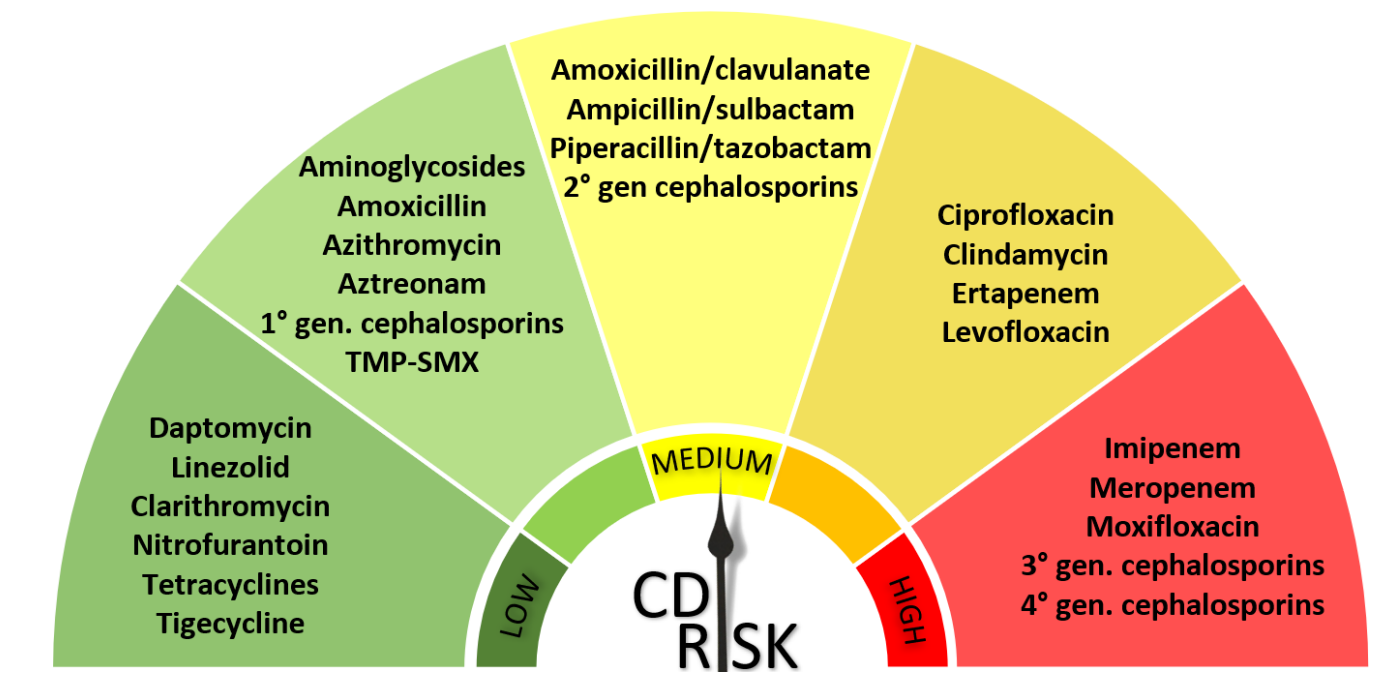 Daptomycin
Linezolid
Clarithromycin
Nitrofurantoin
Tetracyclines
Tigecycline
Aminoglycosides
Amoxicillin
Azithromycin
Aztreonam
1° gen. cephalosporins
TMP-SMX
Amoxicillin/clavulanate
Ampicillin/sulbactam
Piperacillin/tazobactam
2° gen cephalosporins
Ciprofloxacin
Clindamycin
Ertapenem
Levofloxacin
Imipenem
Meropenem
Moxifloxacin
3° gen. cephalosporins
4° gen. cephalosporins
LOW
MEDIUM
HIGH
CD
RISK